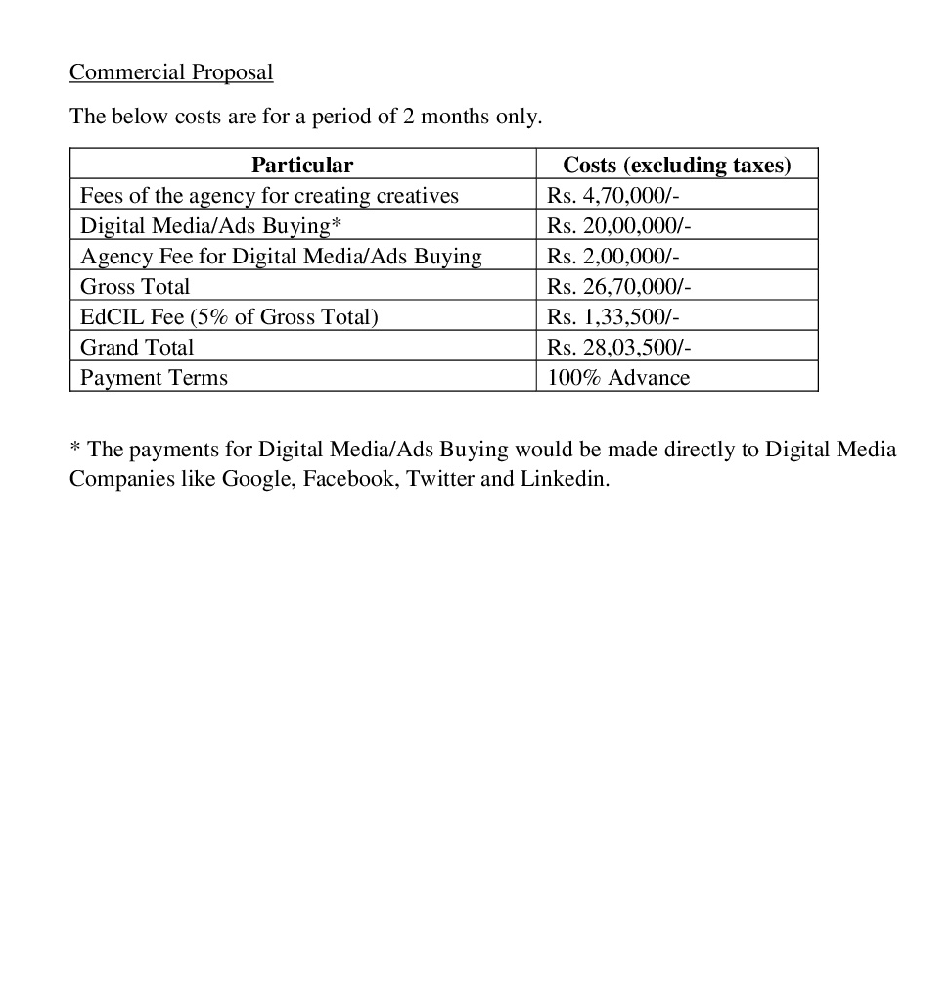 Commercial Proposal
The below costs are for a period of 2 months only.
Particular Costs (excluding taxes)
Fees of the agency for creating creatives Rs. 4,70,000/-
Digital Media/Ads Buying* Rs. 20,00,000/-
Agency Fee for Digital Media/Ads Buying Rs. 2,00,000/-
Gross Total Rs. 26,70,000/-
EdCIL Fee (5% of Gross Total) Rs. 1,33,500/-
Grand Total Rs. 28,03,500/-
Payment Terms 100% Advance
* The payments for Digital Media/Ads Buying would be made directly to Digital Media
Companies like Google, Facebook, Twitter and Linkedin.